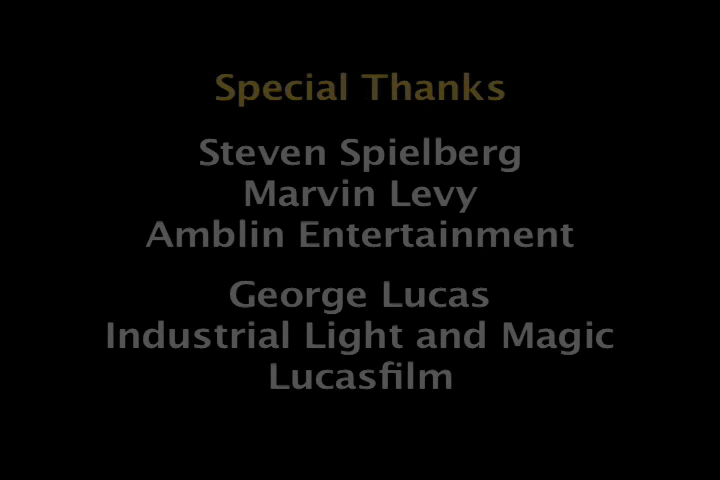 Special Thanks
Steven Spielberg
Marvin Levy
Amblin Entertainment
George Lucas
Industrial Light and Magic
Lucasfilm